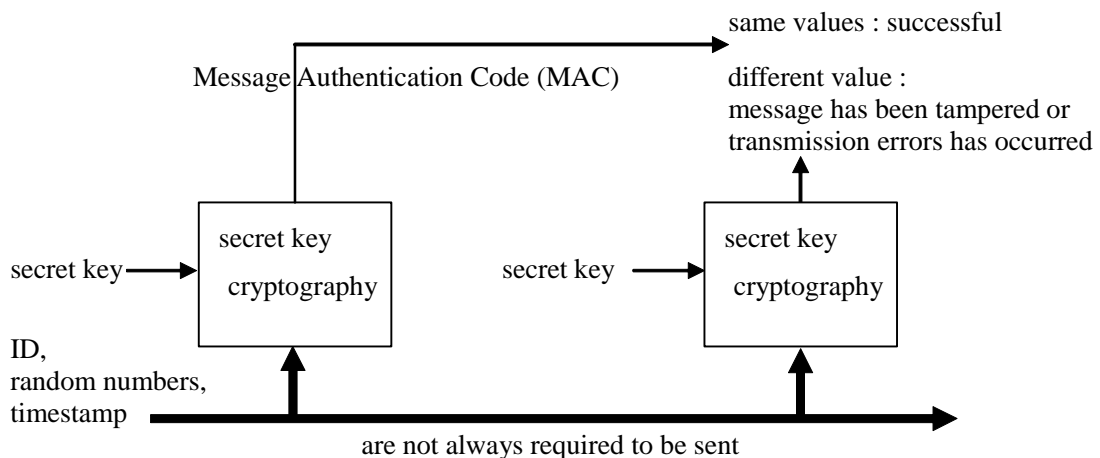 same values : successful
Message Authentication Code (MAC)
different value :
message has been tampered or
transmission errors has occurred
secret key
cryptography
secret key
secret key
cryptography
secret key
ID,
random numbers,
timestamp
are not always required to be sent